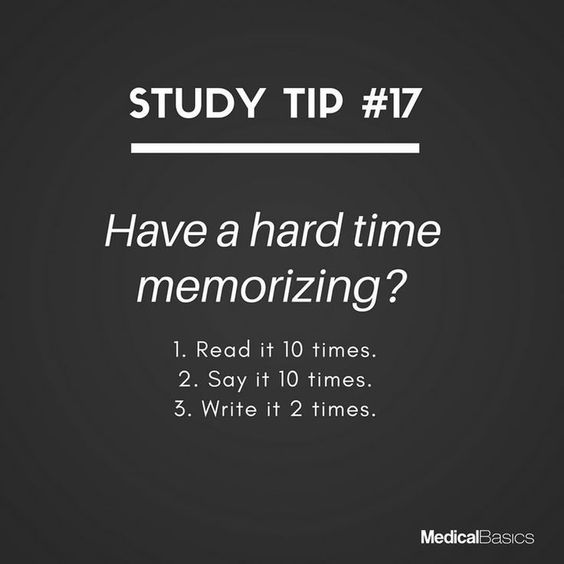 STUDY TIP #17
Have a hard time
memorizing?
1. Read it 10 times.
2. Say it 10 times.
3. Write it 2 times.
MedicalBasics